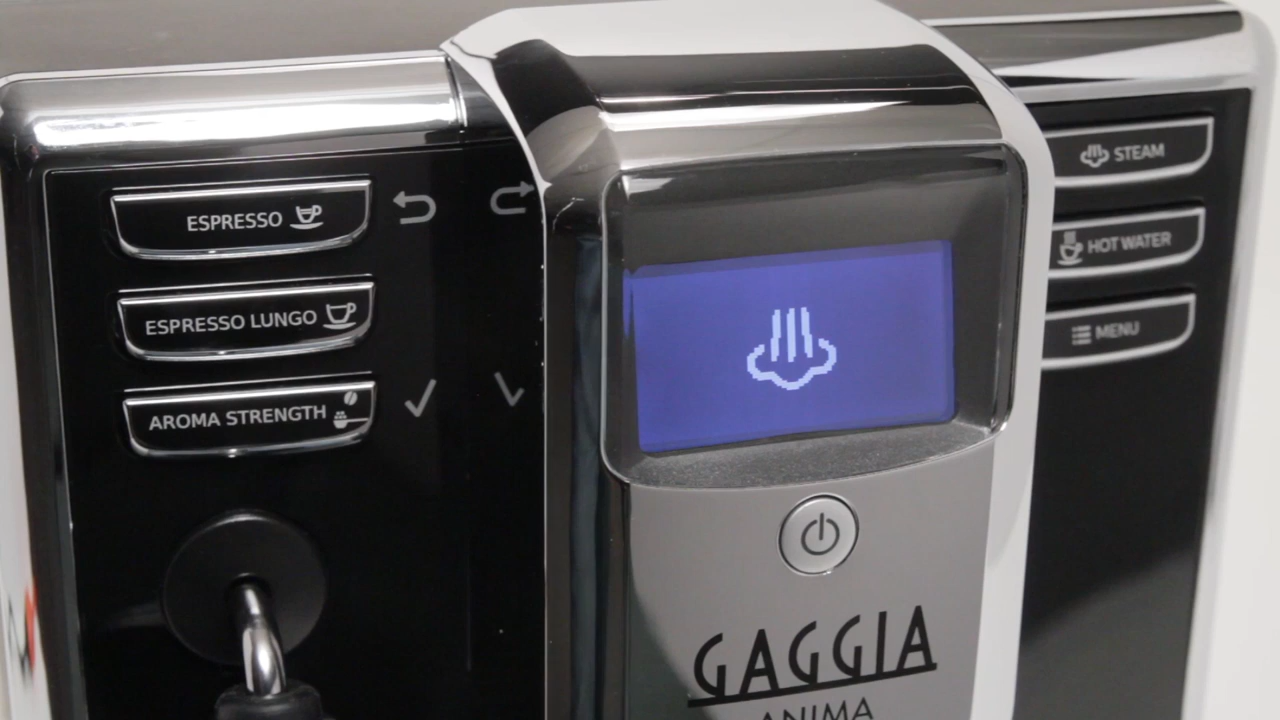 ESPRESSO
ESPRESSO LUNGO
AROMA STRENGTH
STEAM
HOT WATER
MENU
GAGGIA
ANIMA